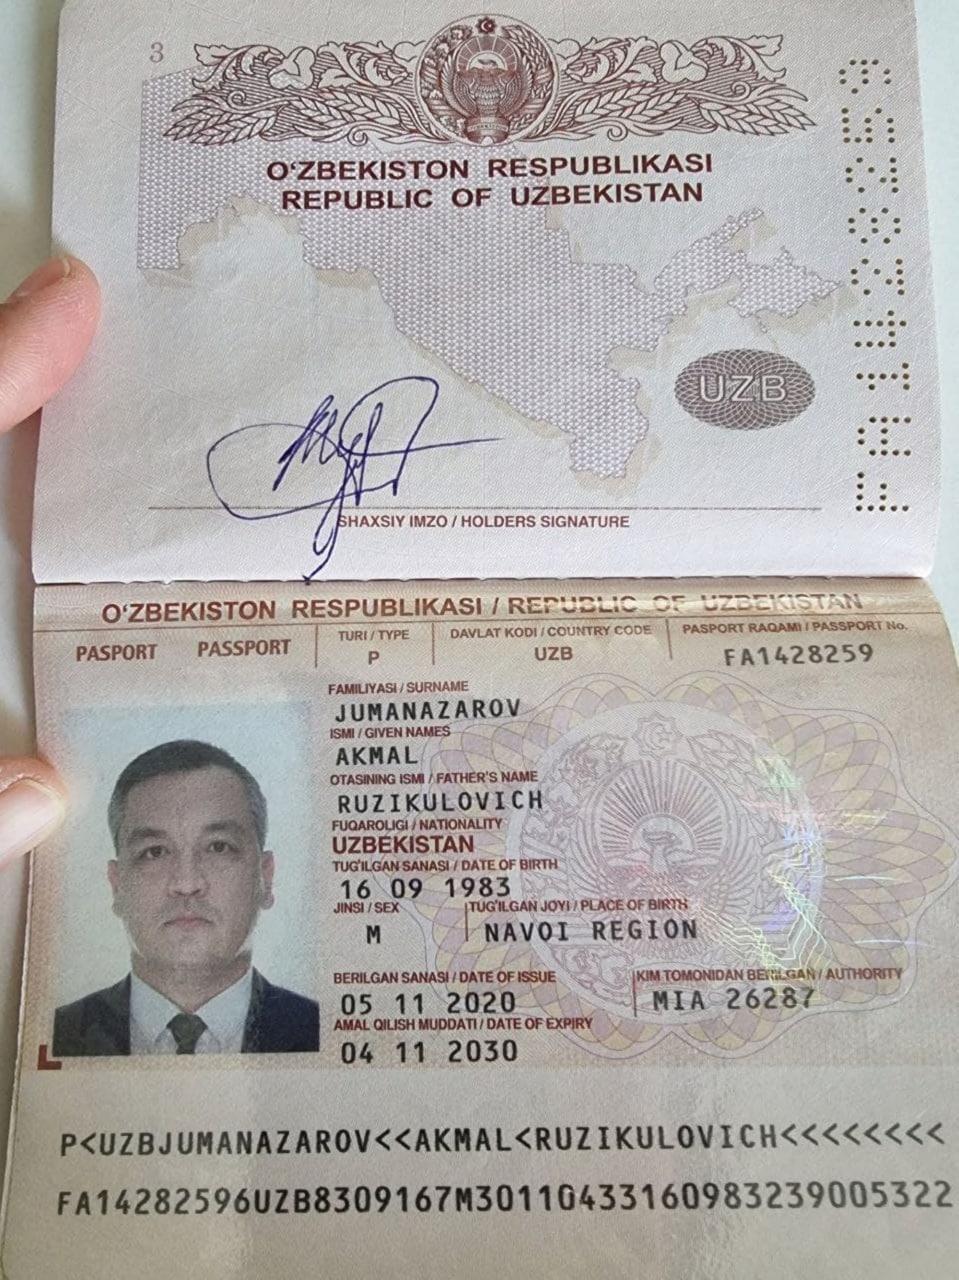 3
O‘ZBEKISTON RESPUBLIKASI
REPUBLIC OF UZBEKISTAN
FA1428259
UZB
SHAXSIY IMZO / HOLDERS SIGNATURE
O‘ZBEKISTON RESPUBLIKASI / REPUBLIC OF UZBEKISTAN
PASPORT PASSPORT
TURI / TYPE
P
DAVLAT KODI / COUNTRY CODE
UZB
PASPORT RAQAMI / PASSPORT No.
FA1428259
FAMILIYASI / SURNAME
JUMANAZAROV
ISMI / GIVEN NAMES
AKMAL
OTASINING ISMI / FATHER'S NAME
RUZIKULOVICH
FUQAROLIGI / NATIONALITY
UZBEKISTAN
TUG'ILGAN SANASI / DATE OF BIRTH
16 09 1983
JINSI / SEX
M
TUG'ILGAN JOYI / PLACE OF BIRTH
NAVOI REGION
BERILGAN SANASI / DATE OF ISSUE
05 11 2020
KIM TOMONIDAN BERILGAN / AUTHORITY
MIA 26287
AMAL QILISH MUDDATI / DATE OF EXPIRY
04 11 2030
P<UZBJUMANAZAROV<<AKMAL<RUZIKULOVICH<<<<<<<<
FA14282596UZB8309167M30110433160983239005322